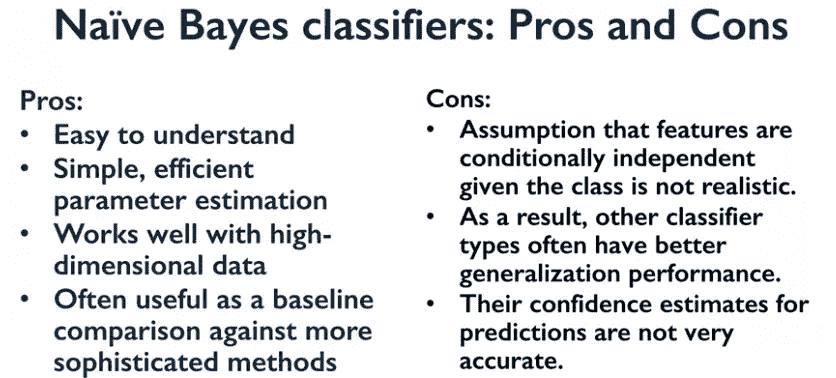 Naïve Bayes classifiers: Pros and Cons
Pros:
• Easy to understand
• Simple, efficient
parameter estimation
• Works well with high-
dimensional data
• Often useful as a baseline
comparison against more
sophisticated methods
Cons:
• Assumption that features are
conditionally independent
given the class is not realistic.
• As a result, other classifier
types often have better
generalization performance.
• Their confidence estimates for
predictions are not very
accurate.